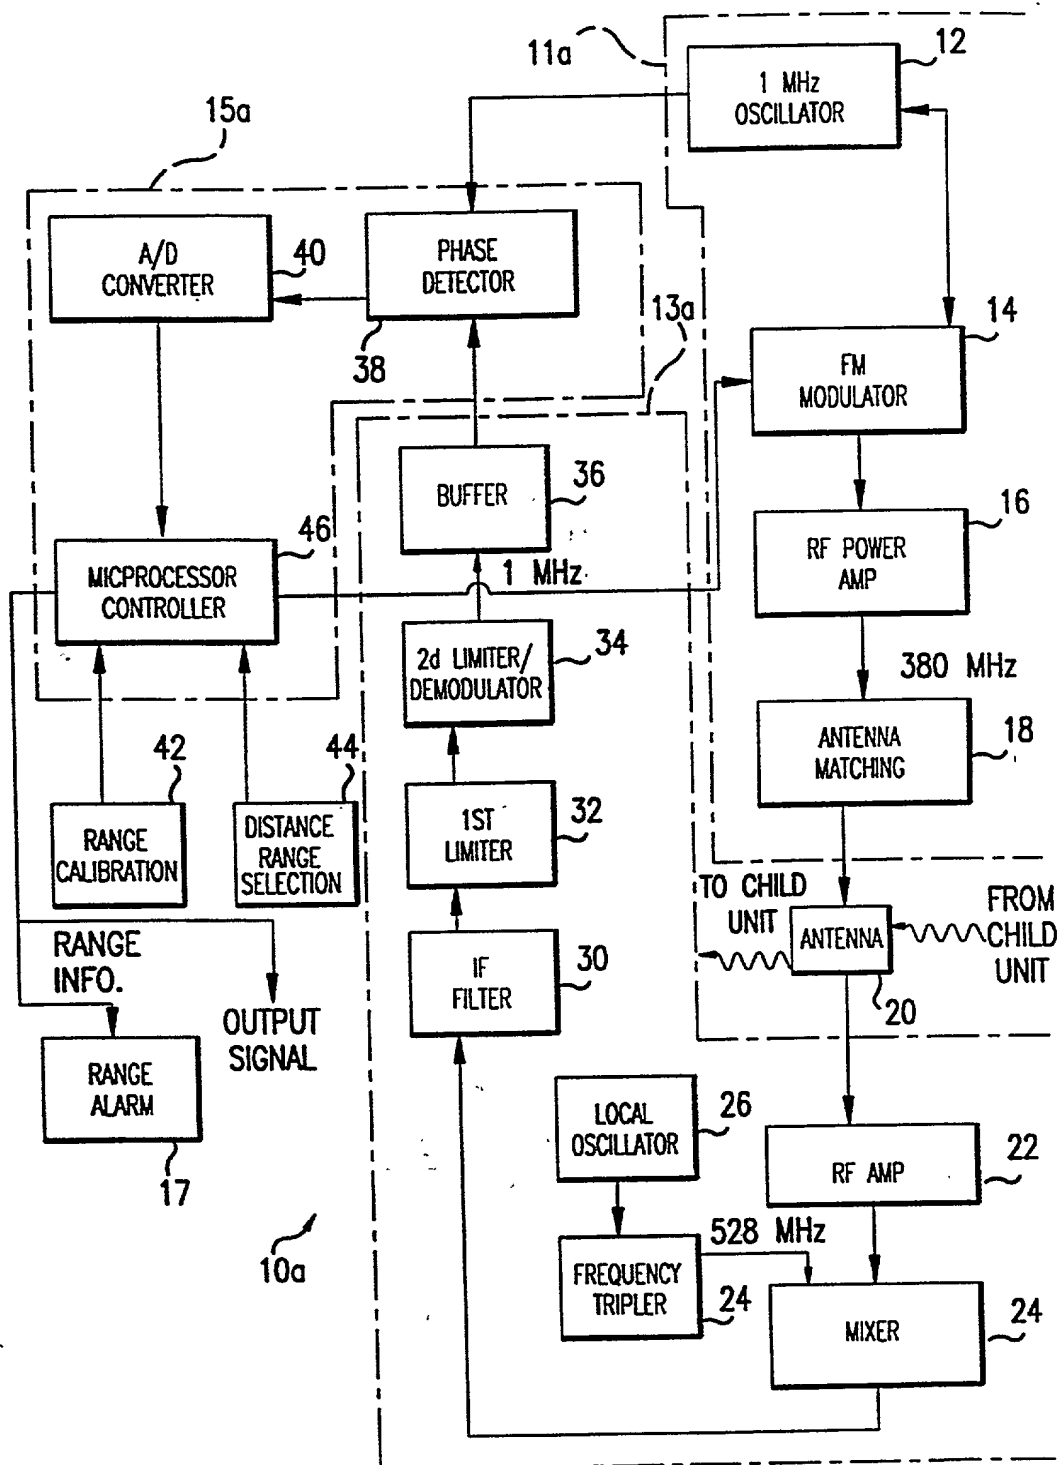 11a
12
1 MHz
OSCILLATOR
15a
A/D
CONVERTER
40
PHASE
DETECTOR
38
13a
14
FM
MODULATOR
BUFFER
36
16
RF POWER
AMP
46
MICPROCESSOR
CONTROLLER
1 MHz
2d LIMITER/
DEMODULATOR
34
380 MHz
ANTENNA
MATCHING
18
42
RANGE
CALIBRATION
44
DISTANCE
RANGE
SELECTION
1ST
LIMITER
32
TO CHILD
UNIT
ANTENNA
20
FROM
CHILD
UNIT
RANGE
INFO.
OUTPUT
SIGNAL
IF
FILTER
30
RANGE
ALARM
17
LOCAL
OSCILLATOR
26
RF AMP
22
10a
528 MHz
FREQUENCY
TRIPLER
24
MIXER
24